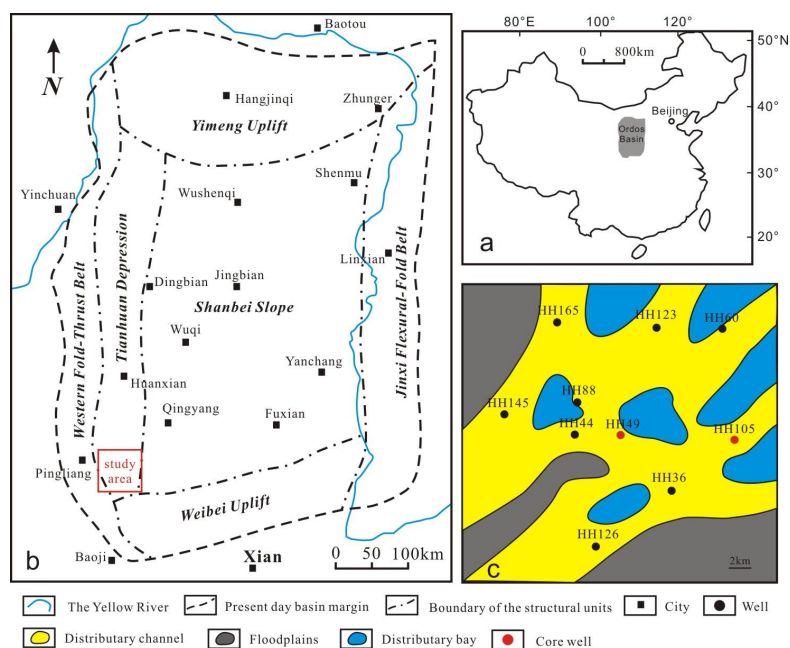 Baotou
N
Hangjinqi
Zhunger
Yimeng Uplift
Shenmu
Yinchuan
Wushenqi
Linxian
Western Fold-Thrust Belt
Tianhuan Depression
Dingbian
Jingbian
Shanbei Slope
Jinxi Flexural-Fold Belt
Wuqi
Yanchang
Huanxian
Qingyang
Fuxian
Pingliang
study
area
Weibei Uplift
Baoji
Xian
0 50 100km
b
80°E 100° 120°
50°N
0 800km
40°
Beijing
Ordos
Basin
30°
20°
a
HH165
HH123
HH60
HH88
HH145
HH44
HH49
HH105
HH36
HH126
2km
c
The Yellow River
Present day basin margin
Boundary of the structural units
City
Well
Distributary channel
Floodplains
Distributary bay
Core well